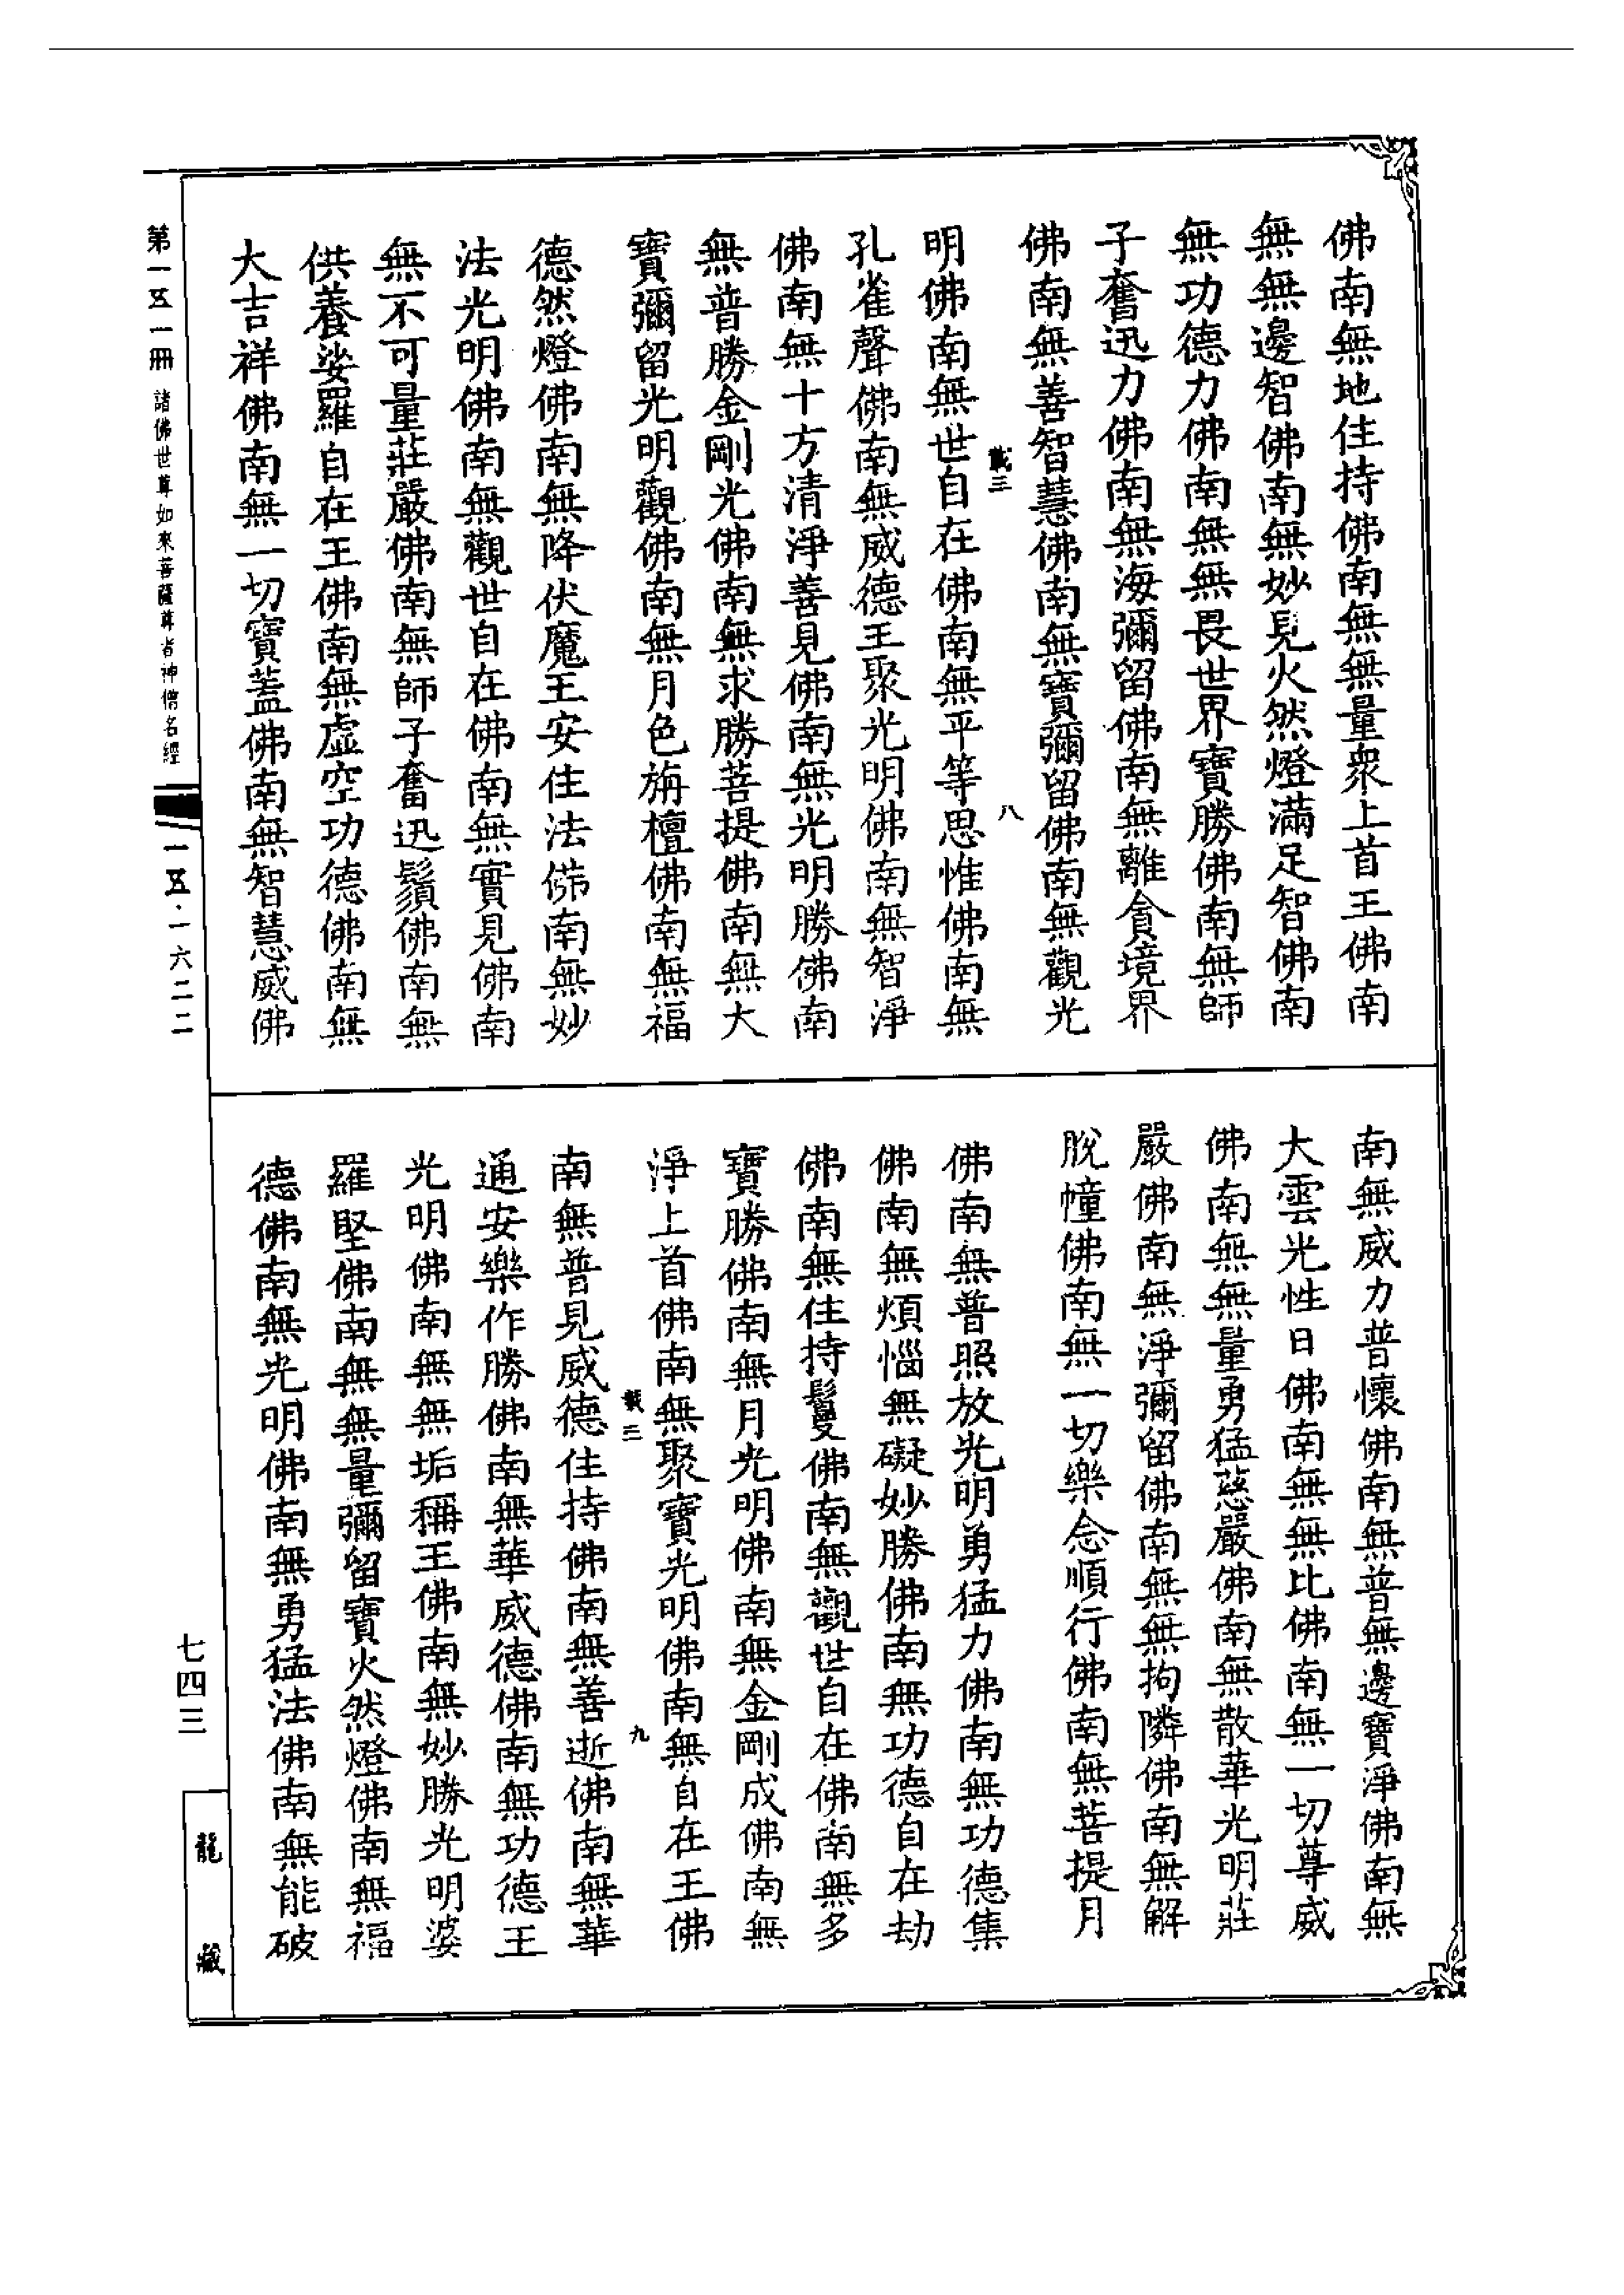 佛南無地住持佛南無無量眾上首王佛南
無無邊智佛南無妙見火然燈滿足智佛南
無功德力佛南無無畏世界寶勝佛南無師
子奮迅力佛南無海彌留佛南無離貪境界
佛南無善智慧佛南無寶彌留佛南無觀光
載三
八
明佛南無世自在佛南無平等思惟佛南無
孔雀聲佛南無威德王聚光明佛南無智淨
佛南無十方清淨善見佛南無光明勝佛南
無普勝金剛光佛南無求勝菩提佛南無大
寶彌留光明觀佛南無月色旃檀佛南無福
德然燈佛南無降伏魔王安住法佛南無妙
法光明佛南無觀世自在佛南無實見佛南
無不可量莊嚴佛南無師子奮迅鬚佛南無
供養娑羅自在王佛南無虛空功德佛南無
大吉祥佛南無一切寶蓋佛南無智慧威佛
南無威力普懷佛南無普無邊寶淨佛南無
大雲光性日佛南無無比佛南無一切尊威
佛南無無量勇猛慈嚴佛南無散華光明莊
嚴佛南無淨彌留佛南無無拘隣佛南無解
脫幢佛南無一切樂念順行佛南無菩提月
佛南無普照放光明勇猛力佛南無功德集
佛南無煩惱無礙妙勝佛南無功德自在劫
佛南無住持鬘佛南無觀世自在佛南無多
寶勝佛南無月光明佛南無金剛成佛南無
淨上首佛南無聚寶光明佛南無自在王佛
載三
九
南無普見威德住持佛南無善逝佛南無華
通安樂作勝佛南無華威德佛南無功德王
光明佛南無無垢稱王佛南無妙勝光明婆
羅堅佛南無無量彌留寶火然燈佛南無福
德佛南無光明佛南無勇猛法佛南無能破
第一五一冊 諸佛世尊如來菩薩尊者神僧名經
一五·一六二二
七四三
龍藏